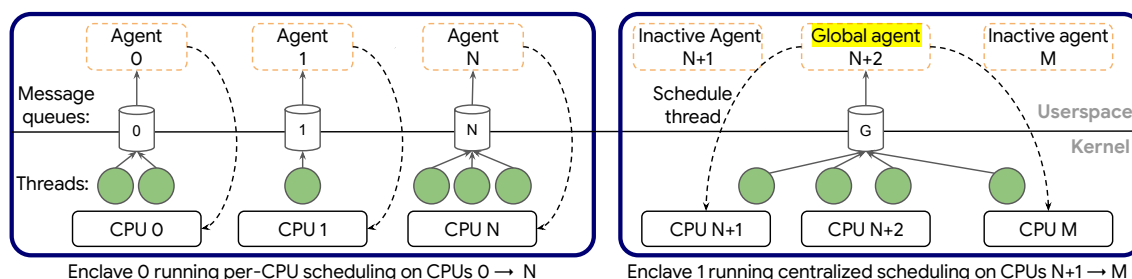 Agent
0
Agent
1
Agent
N
Message
queues:
0
1
N
Threads:
CPU 0
CPU 1
CPU N
Enclave 0 running per-CPU scheduling on CPUs 0 → N
Inactive Agent
N+1
Global agent
N+2
Inactive agent
M
Schedule
thread
Userspace
G
Kernel
CPU N+1
CPU N+2
CPU M
Enclave 1 running centralized scheduling on CPUs N+1 → M